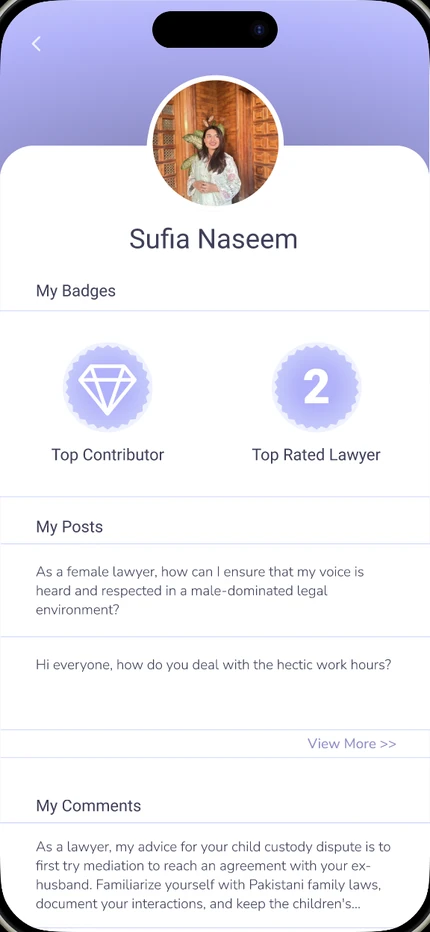 Sufia Naseem
My Badges
2
Top Contributor
Top Rated Lawyer
My Posts
As a female lawyer, how can I ensure that my voice is
heard and respected in a male-dominated legal
environment?
Hi everyone, how do you deal with the hectic work hours?
View More >>
My Comments
As a lawyer, my advice for your child custody dispute is to
first try mediation to reach an agreement with your ex-
husband. Familiarize yourself with Pakistani family laws,
document your interactions, and keep the children's...